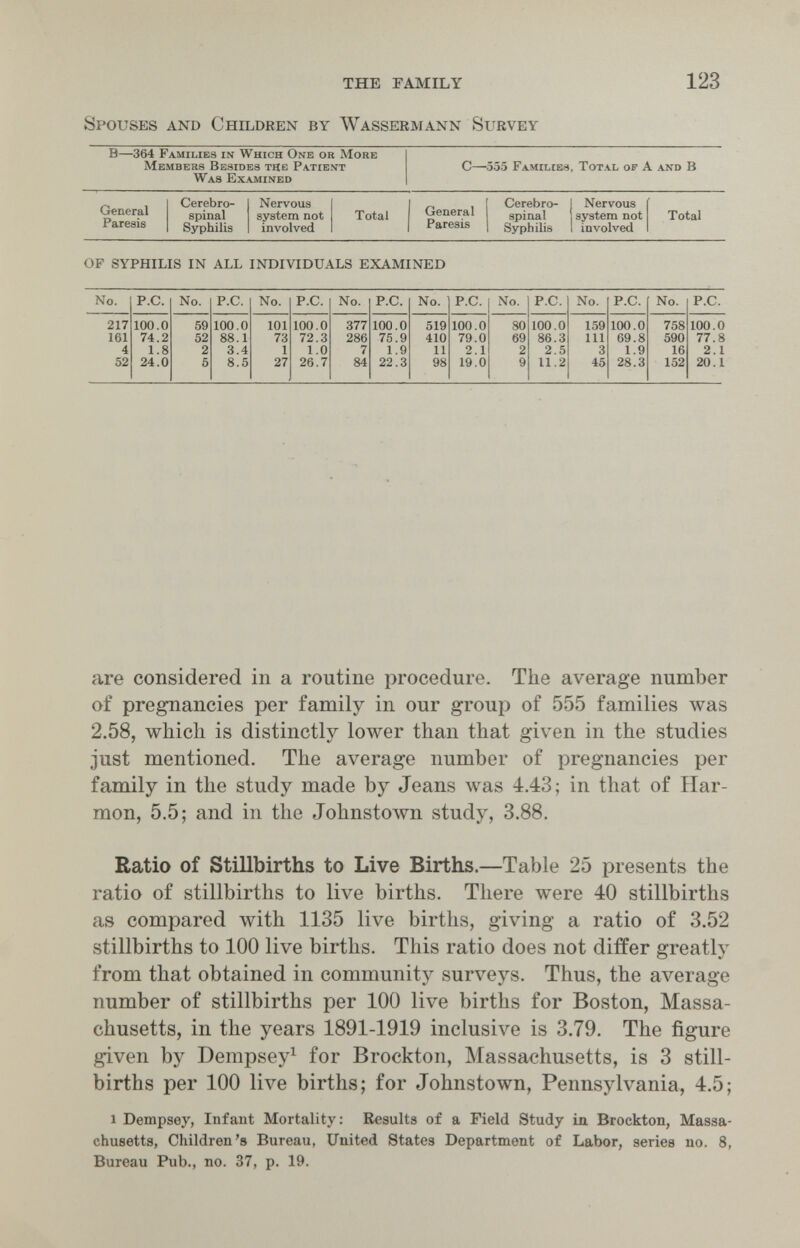 THE FAMILY 123
Spouses and Children by Wassermann Survey
B—364 Families in Which One or More Members Besides the Patient Was Examined
C—555 Families, Total of A and B
General Paresis | Cerebro-spinal Syphilis | Nervous system not involved | Total | General Paresis | Cerebro-spinal Syphilis | Nervous system not involved | Total
OF SYPHILIS IN ALL INDIVIDUALS EXAMINED
No. P.C. No. P.C. No. P.C. No. P.C. No. P.C. No. P.C. No. P.C. No. P.C.
217 100.0 59 100.0 101 100.0 377 100.0 519 100.0 80 100.0 159 100.0 758 100.0
161 74.2 52 88.1 73 72.3 286 75.9 410 79.0 69 86.3 111 69.8 590 77.8
4 1.8 2 3.4 1 1.0 7 1.9 11 2.1 2 2.5 3 1.9 16 2.1
52 24.0 5 8.5 27 26.7 84 22.3 98 19.0 9 11.2 45 28.3 152 20.1
are considered in a routine procedure. The average number
of pregnancies per family in our group of 555 families was
2.58, which is distinctly lower than that given in the studies
just mentioned. The average number of pregnancies per
family in the study made by Jeans was 4.43; in that of Har-
mon, 5.5; and in the Johnstown study, 3.88.
Ratio of Stillbirths to Live Births.—Table 25 presents the
ratio of stillbirths to live births. There were 40 stillbirths
as compared with 1135 live births, giving a ratio of 3.52
stillbirths to 100 live births. This ratio does not differ greatly
from that obtained in community surveys. Thus, the average
number of stillbirths per 100 live births for Boston, Massa-
chusetts, in the years 1891-1919 inclusive is 3.79. The figure
given by Dempsey¹ for Brockton, Massachusetts, is 3 still-
births per 100 live births; for Johnstown, Pennsylvania, 4.5;
1 Dempsey, Infant Mortality: Results of a Field Study in Brockton, Massa-
chusetts, Children's Bureau, United States Department of Labor, series no. 8,
Bureau Pub., no. 37, p. 19.